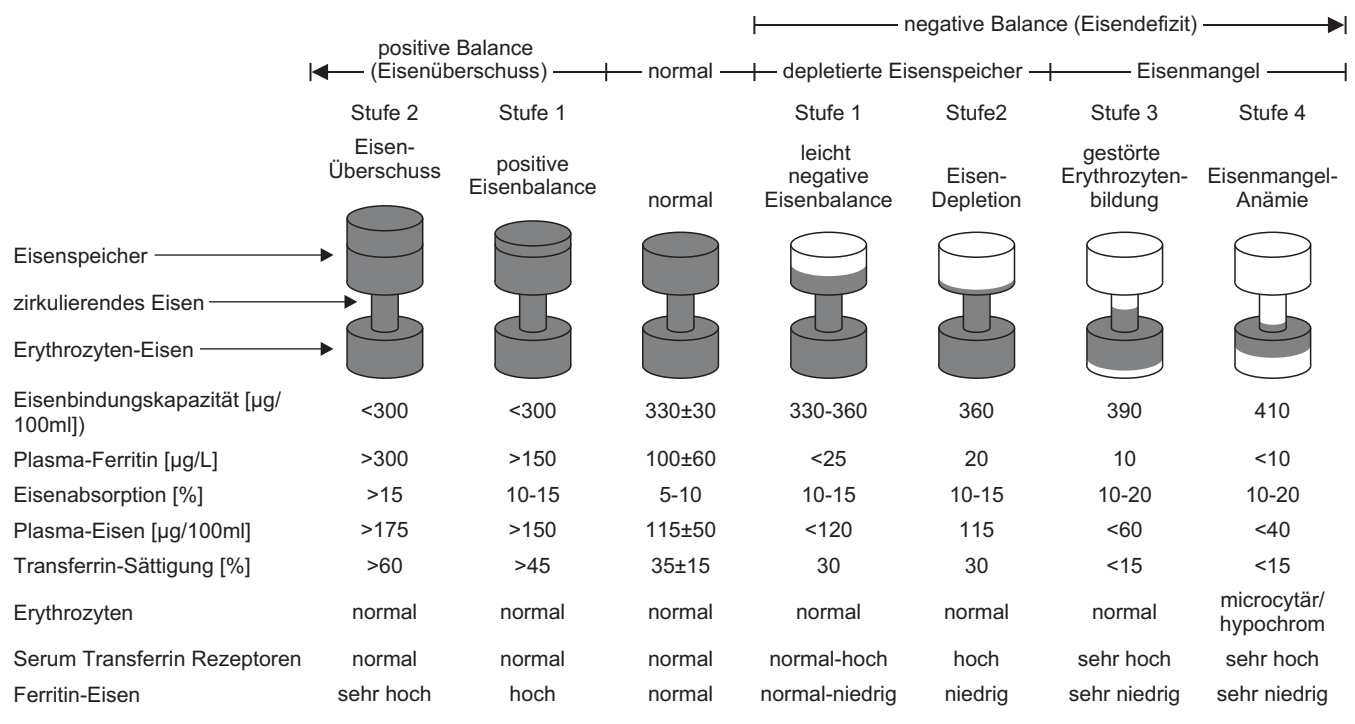 negative Balance (Eisendefizit)
positive Balance
(Eisenüberschuss)
normal
depletierte Eisenspeicher
Eisenmangel
Stufe 2 Stufe 1 Stufe 1 Stufe2 Stufe 3 Stufe 4
Eisen-
Überschuss
positive
Eisenbalance
normal
leicht
negative
Eisenbalance
Eisen-
Depletion
gestörte
Erythrozyten-
bildung
Eisenmangel-
Anämie
Eisenspeicher
zirkulierendes Eisen
Erythrozyten-Eisen
Eisenbindungskapazität [µg/
100ml]) <300 <300 330±30 330-360 360 390 410
Plasma-Ferritin [µg/L] >300 >150 100±60 <25 20 10 <10
Eisenabsorption [%] >15 10-15 5-10 10-15 10-15 10-20 10-20
Plasma-Eisen [µg/100ml] >175 >150 115±50 <120 115 <60 <40
Transferrin-Sättigung [%] >60 >45 35±15 30 30 <15 <15
Erythrozyten normal normal normal normal normal normal microcytär/
hypochrom
Serum Transferrin Rezeptoren normal normal normal normal-hoch hoch sehr hoch sehr hoch
Ferritin-Eisen sehr hoch hoch normal normal-niedrig niedrig sehr niedrig sehr niedrig